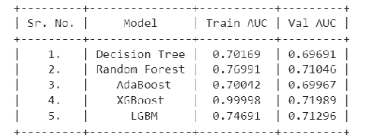 +---------+---------------+-----------+---------+
| Sr. No. | Model | Train AUC | Val AUC |
+---------+---------------+-----------+---------+
| 1. | Decision Tree | 0.70169 | 0.69691 |
| 2. | Random Forest | 0.76991 | 0.71046 |
| 3. | AdaBoost | 0.70042 | 0.69967 |
| 4. | XGBoost | 0.99998 | 0.71989 |
| 5. | LGBM | 0.74691 | 0.71296 |
+---------+---------------+-----------+---------+